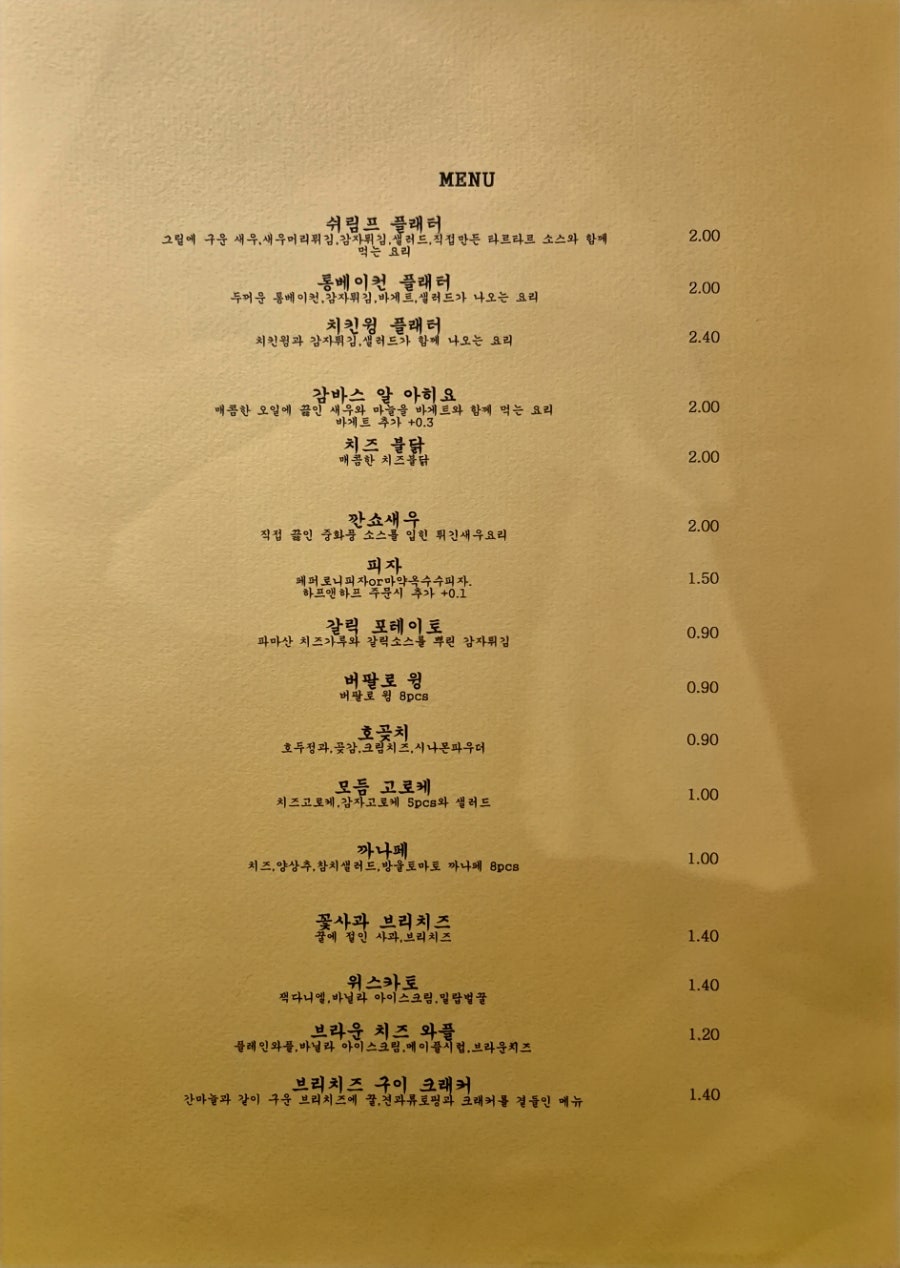 MENU
쉬림프 플래터
그릴에 구운 새우,새우머리튀김,감자튀김,샐러드,직접만든 타르타르 소스와 함께
먹는 요리
2.00
통베이컨 플래터
두꺼운 통베이컨,감자튀김,바게트,샐러드가 나오는 요리
2.00
치킨윙 플래터
치킨윙과 감자튀김,샐러드가 함께 나오는 요리
2.40
감바스 알 아히요
매콤한 오일에 끓인 새우와 마늘을 바게트와 함께 먹는 요리
바게트 추가 +0.3
2.00
치즈 불닭
매콤한 치즈불닭
2.00
깐쇼새우
직접 끓인 중화풍 소스를 입힌 튀긴새우요리
2.00
피자
페퍼로니피자or마약옥수수피자.
하프앤하프 주문시 추가 +0.1
1.50
갈릭 포테이토
파마산 치즈가루와 갈릭소스를 뿌린 감자튀김
0.90
버팔로 윙
버팔로 윙 8pcs
0.90
호곶치
호두정과,곶감,크림치즈,시나몬파우더
0.90
모듬 고로케
치즈고로케,감자고로케 5pcs와 샐러드
1.00
까나페
치즈,양상추,참치샐러드,방울토마토 까나페 8pcs
1.00
꽃사과 브리치즈
꿀에 절인 사과,브리치즈
1.40
위스카토
잭다니엘,바닐라 아이스크림,밀랍벌꿀
1.40
브라운 치즈 와플
플레인와플,바닐라 아이스크림,메이플시럽,브라운치즈
1.20
브리치즈 구이 크래커
간마늘과 같이 구운 브리치즈에 꿀,견과류토핑과 크래커를 곁들인 메뉴
1.40